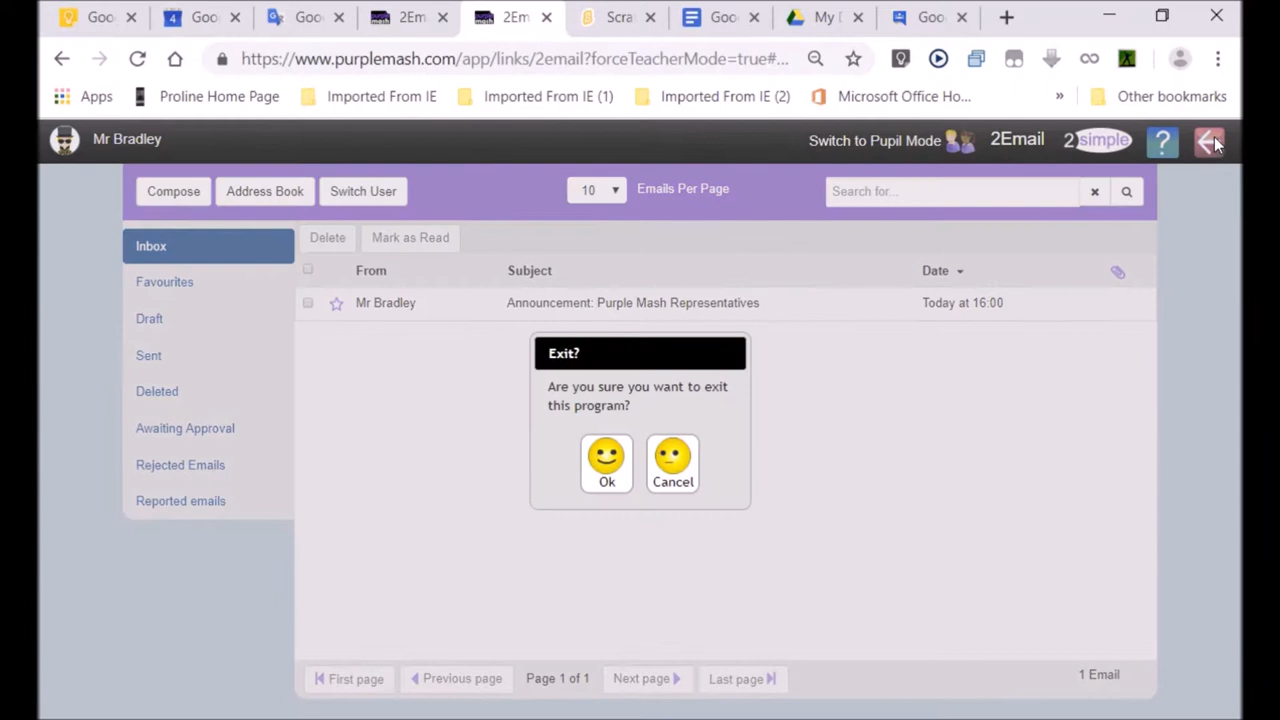 Goo
Goo
Goo
2Em
2Em
Scra
Goo
My D
Goo
https://www.purplemash.com/app/links/2email?forceTeacherMode=true#...
Apps
Proline Home Page
Imported From IE
Imported From IE (1)
Imported From IE (2)
Microsoft Office Ho...
»
Other bookmarks
Mr Bradley
Switch to Pupil Mode
2Email
2simple
?
Compose
Address Book
Switch User
10
Emails Per Page
Search for...
Inbox
Delete
Mark as Read
From
Subject
Date
Favourites
Mr Bradley
Announcement: Purple Mash Representatives
Today at 16:00
Draft
Sent
Deleted
Awaiting Approval
Rejected Emails
Reported emails
Exit?
Are you sure you want to exit
this program?
Ok
Cancel
First page
Previous page
Page 1 of 1
Next page
Last page
1 Email